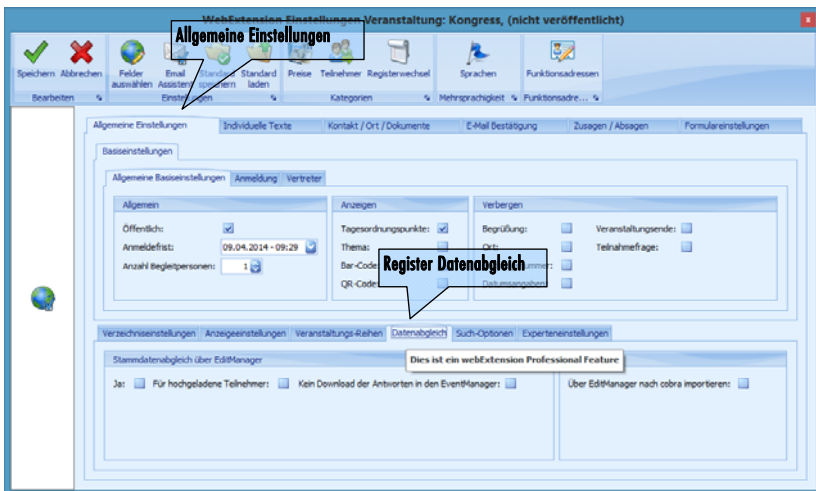 WebExtension Einstellungen Veranstaltung: Kongress, (nicht veröffentlicht)
Allgemeine Einstellungen
Speichern Abbrechen Felder auswählen Email Assistent Standard speichern Standard laden Preise Teilnehmer Registerwechsel Sprachen Funktionsadressen
Bearbeiten Einstellungen Kategorien Mehrsprachigkeit Funktionsadre...
Allgemeine Einstellungen Individuelle Texte Kontakt / Ort / Dokumente E-Mail Bestätigung Zusagen / Absagen Formulareinstellungen
Basiseinstellungen
Allgemeine Basiseinstellungen Anmeldung Vertreter
Allgemein Anzeigen Verbergen
Öffentlich: Tagesordnungspunkte: Begrüßung: Veranstaltungsende:
Anmeldefrist: 09.04.2014 - 09:29 Thema: Ort: Teilnahmefrage:
Anzahl Begleitpersonen: 1 Bar-Code: ummer:
QR-Code: Datumsangaben:
Register Datenabgleich
Verzeichniseinstellungen Anzeigeeinstellungen Veranstaltungs-Reihen Datenabgleich Such-Optionen Experteneinstellungen
Stammdatenabgleich über EditManager
Dies ist ein webExtension Professional Feature
Ja: Für hochgeladene Teilnehmer: Kein Download der Antworten in den EventManager: Über EditManager nach cobra importieren: